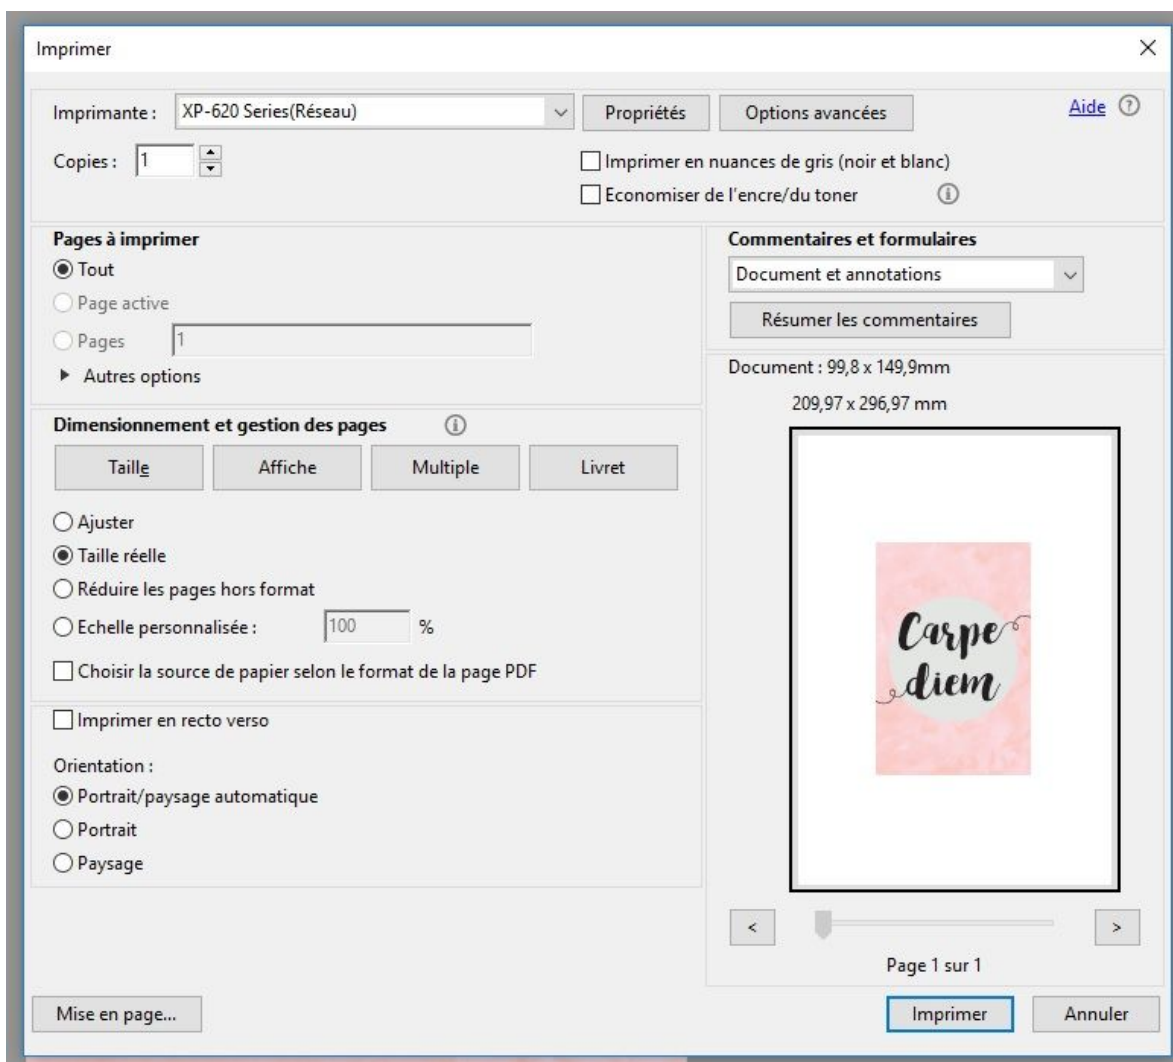 Imprimer
Imprimante : XP-620 Series(Réseau) Propriétés Options avancées Aide ?
Copies : 1
Imprimer en nuances de gris (noir et blanc)
Economiser de l'encre/du toner i
Pages à imprimer
Tout
Page active
Pages 1
Autres options
Commentaires et formulaires
Document et annotations
Résumer les commentaires
Dimensionnement et gestion des pages i
Taille Affiche Multiple Livret
Ajuster
Taille réelle
Réduire les pages hors format
Echelle personnalisée : 100 %
Choisir la source de papier selon le format de la page PDF
Imprimer en recto verso
Orientation :
Portrait/paysage automatique
Portrait
Paysage
Document : 99,8 x 149,9mm
209,97 x 296,97 mm
Carpe
diem
< >
Page 1 sur 1
Mise en page... Imprimer Annuler